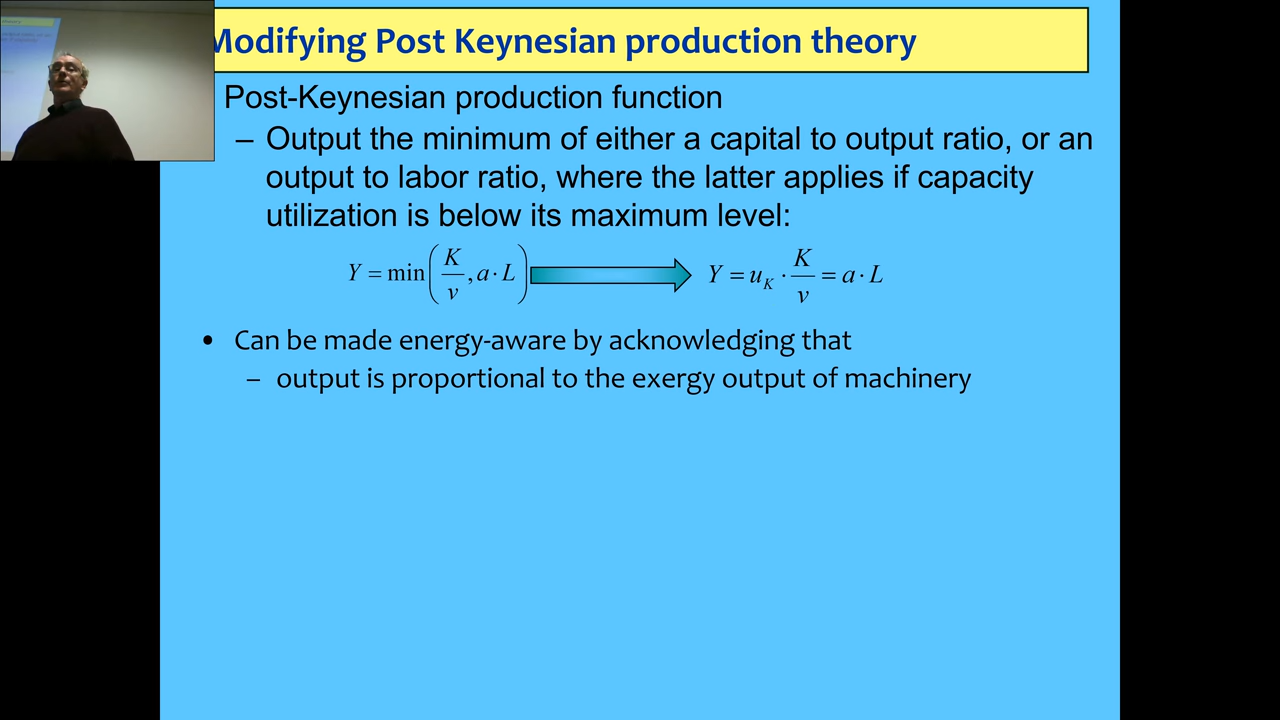 Modifying Post Keynesian production theory
Post-Keynesian production function
– Output the minimum of either a capital to output ratio, or an
output to labor ratio, where the latter applies if capacity
utilization is below its maximum level:
Y = min(K/v, a·L) Y = u_K · K/v = a·L
• Can be made energy-aware by acknowledging that
– output is proportional to the exergy output of machinery